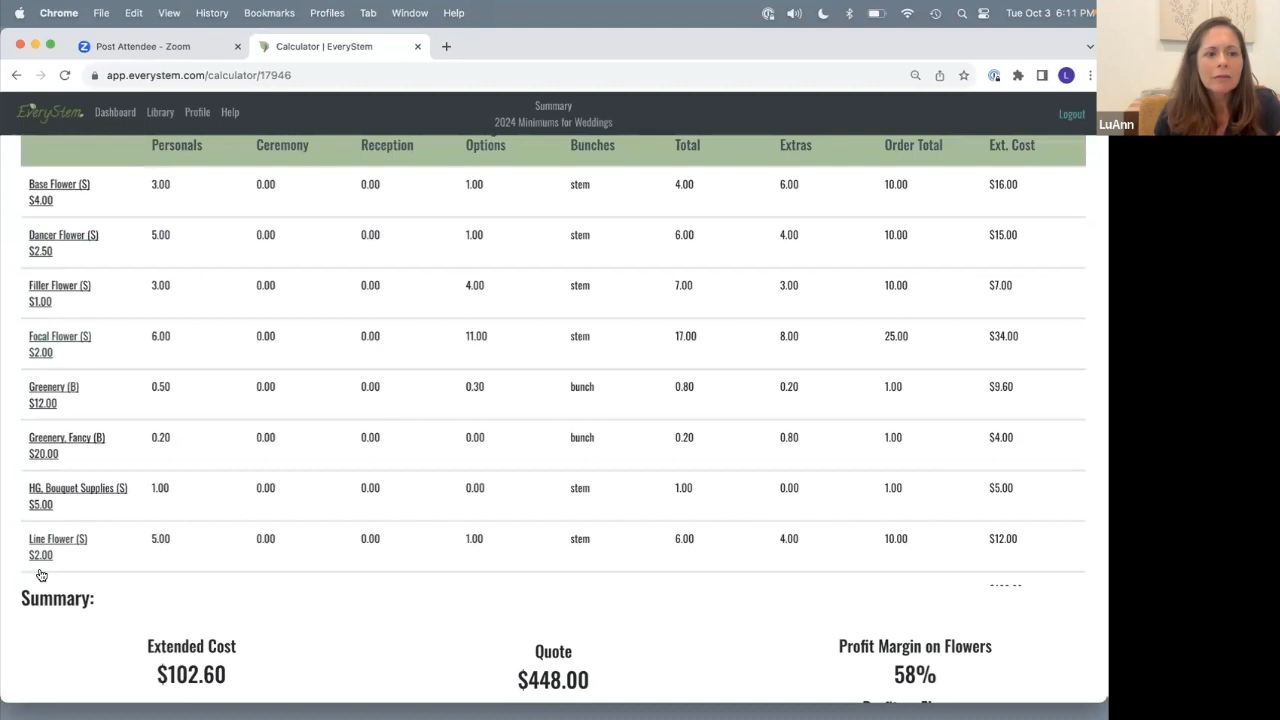 Chrome File Edit View History Bookmarks Profiles Tab Window Help Tue Oct 3 6:11 PM
Post Attendee - Zoom Calculator | EveryStem
app.everystem.com/calculator/17946 L
EveryStem. Dashboard Library Profile Help Summary Logout
2024 Minimums for Weddings
LuAnn
Personals Ceremony Reception Options Bunches Total Extras Order Total Ext. Cost
Base Flower (S) 3.00 0.00 0.00 1.00 stem 4.00 6.00 10.00 $16.00
$4.00
Dancer Flower (S) 5.00 0.00 0.00 1.00 stem 6.00 4.00 10.00 $15.00
$2.50
Filler Flower (S) 3.00 0.00 0.00 4.00 stem 7.00 3.00 10.00 $7.00
$1.00
Focal Flower (S) 6.00 0.00 0.00 11.00 stem 17.00 8.00 25.00 $34.00
$2.00
Greenery (B) 0.50 0.00 0.00 0.30 bunch 0.80 0.20 1.00 $9.60
$12.00
Greenery, Fancy (B) 0.20 0.00 0.00 0.00 bunch 0.20 0.80 1.00 $4.00
$20.00
HG, Bouquet Supplies (S) 1.00 0.00 0.00 0.00 stem 1.00 0.00 1.00 $5.00
$5.00
Line Flower (S) 5.00 0.00 0.00 1.00 stem 6.00 4.00 10.00 $12.00
$2.00
Summary:
Extended Cost Quote Profit Margin on Flowers
$102.60 $448.00 58%